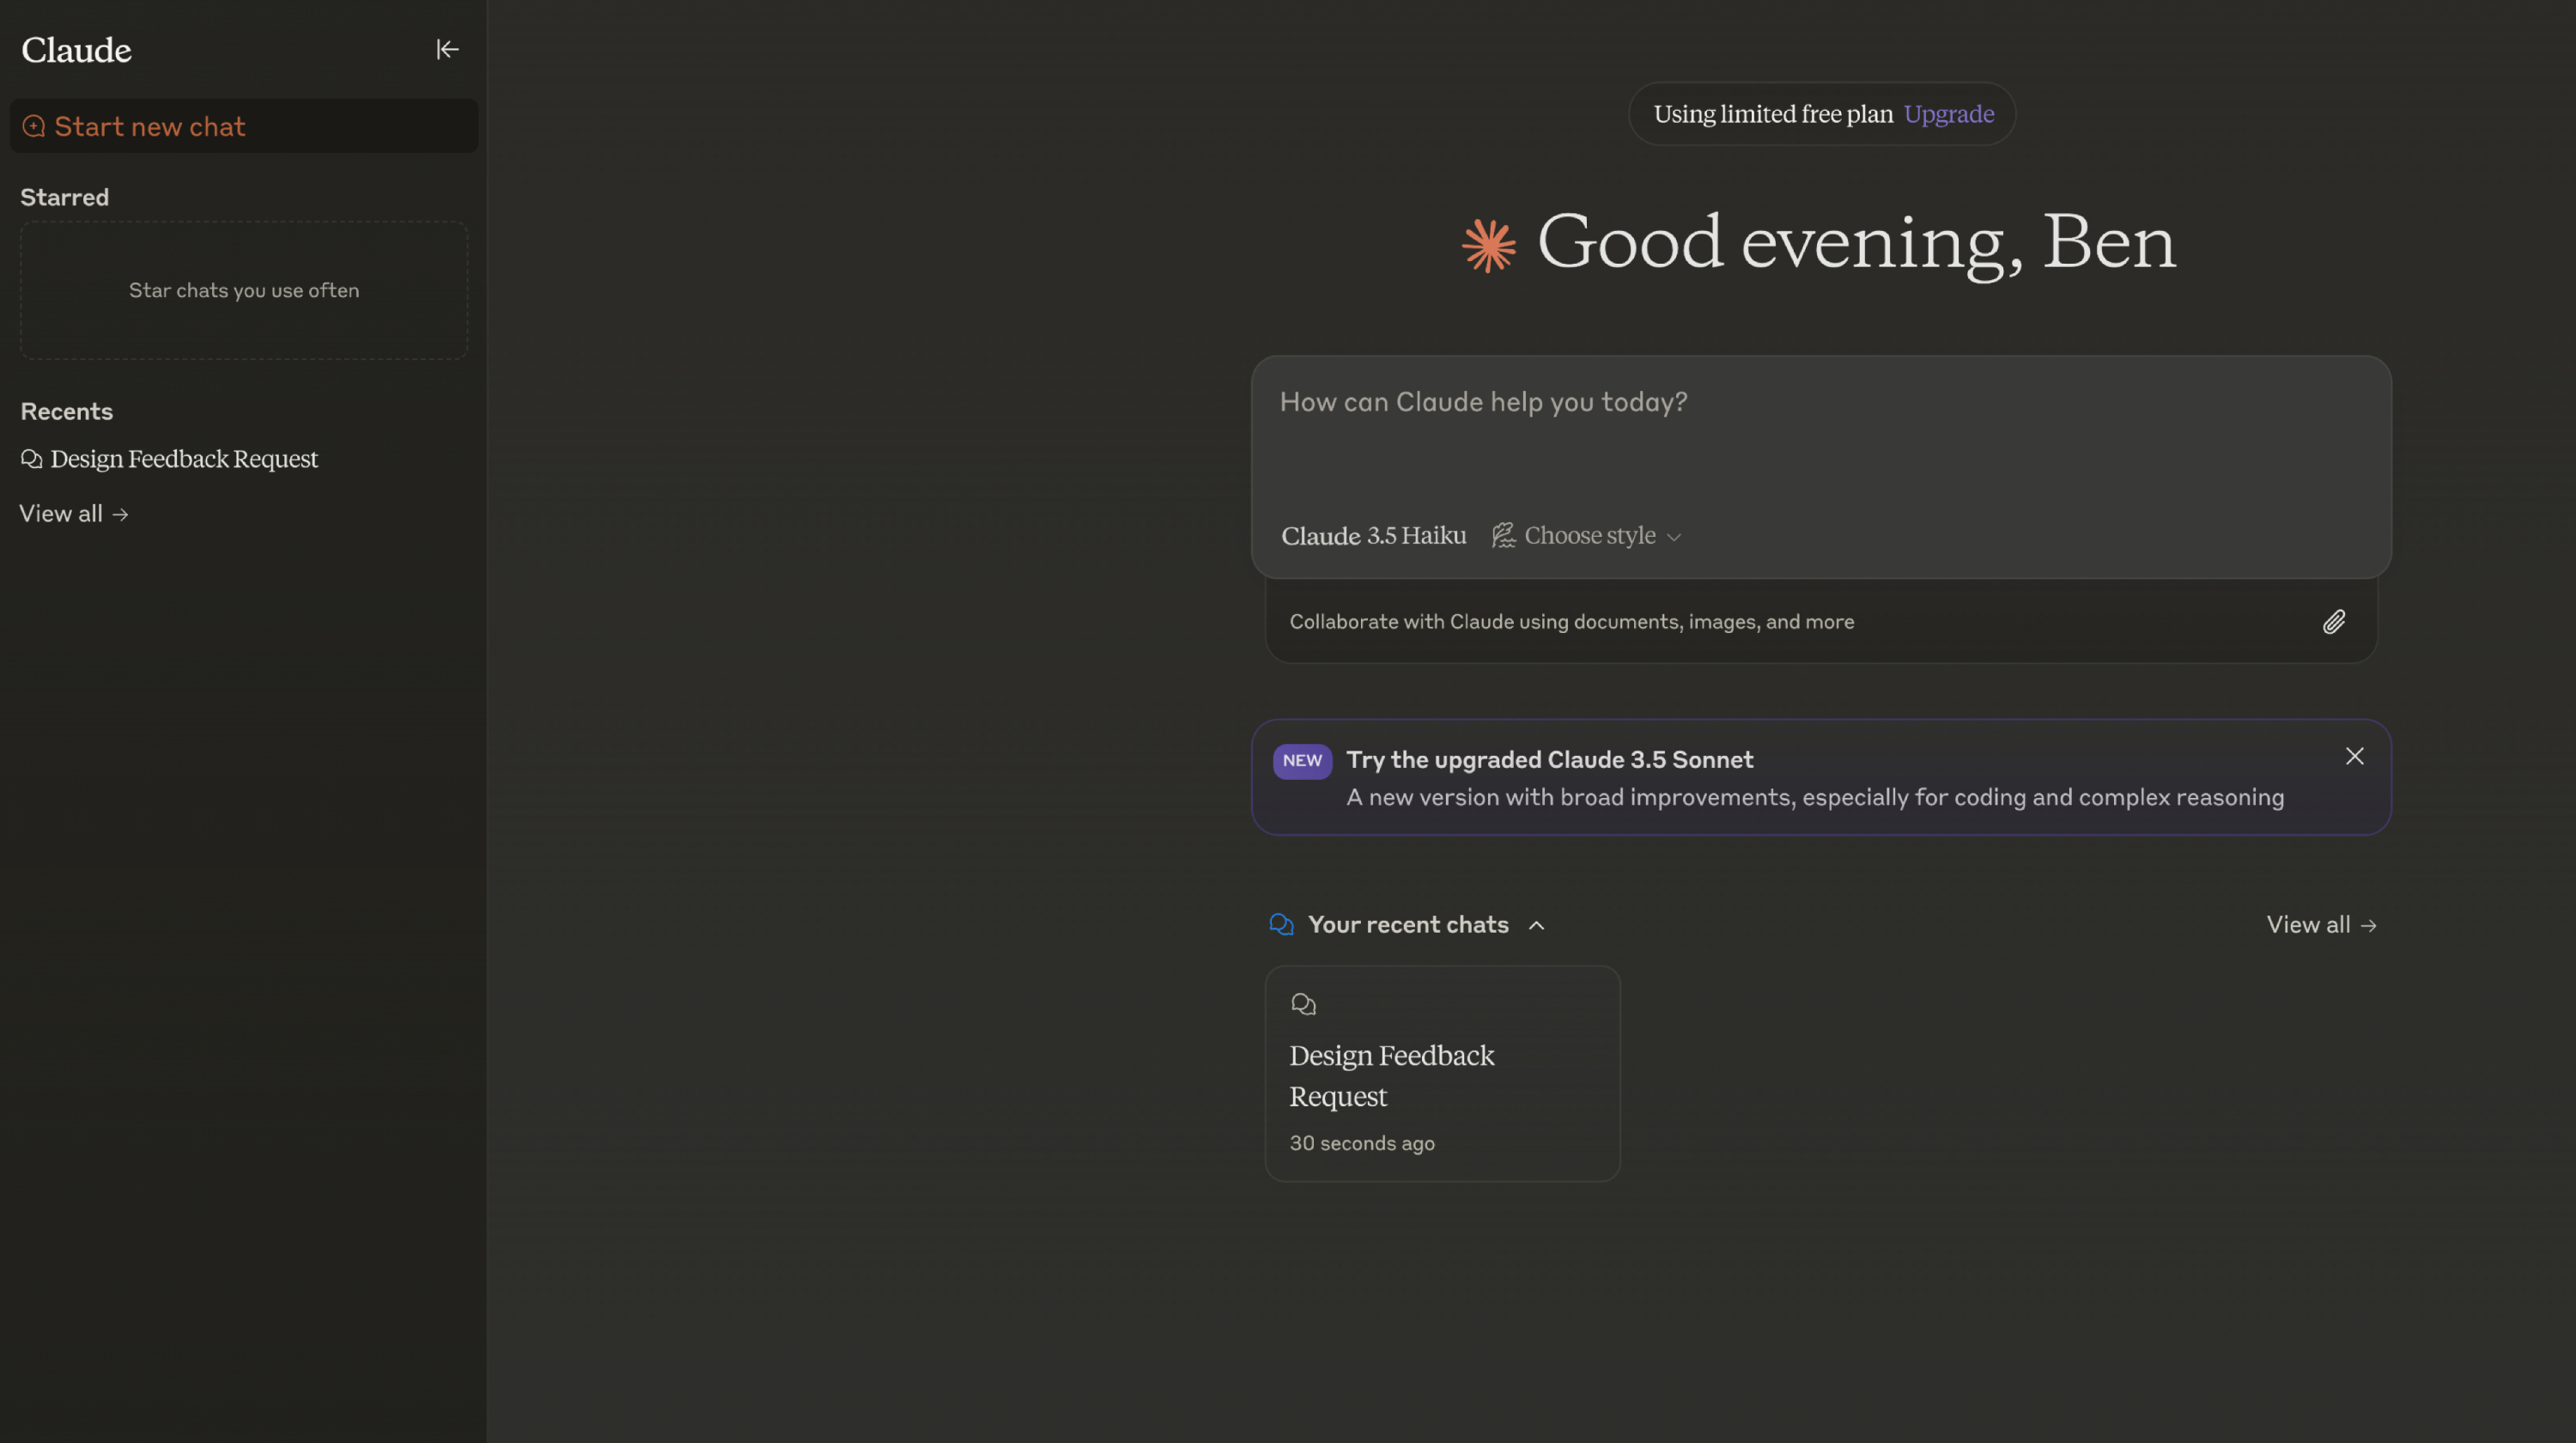 Claude
Start new chat
Starred
Star chats you use often
Recents
Design Feedback Request
View all →
Using limited free plan Upgrade
Good evening, Ben
How can Claude help you today?
Claude 3.5 Haiku Choose style
Collaborate with Claude using documents, images, and more
NEW Try the upgraded Claude 3.5 Sonnet
A new version with broad improvements, especially for coding and complex reasoning
Your recent chats View all →
Design Feedback
Request
30 seconds ago